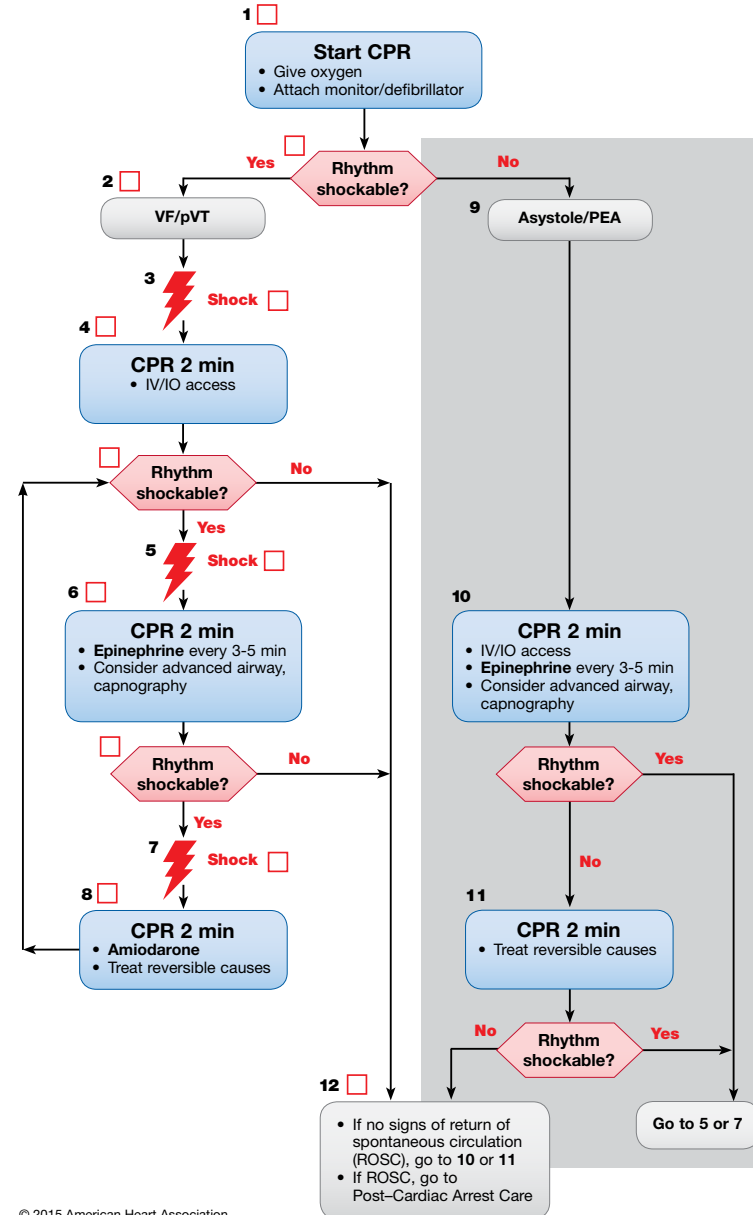 1
Start CPR
• Give oxygen
• Attach monitor/defibrillator
Rhythm
shockable?
Yes
No
2
VF/pVT
3
Shock
4
CPR 2 min
• IV/IO access
Rhythm
shockable?
No
Yes
5
Shock
6
CPR 2 min
• Epinephrine every 3-5 min
• Consider advanced airway,
capnography
Rhythm
shockable?
No
Yes
7
Shock
8
CPR 2 min
• Amiodarone
• Treat reversible causes
9
Asystole/PEA
10
CPR 2 min
• IV/IO access
• Epinephrine every 3-5 min
• Consider advanced airway,
capnography
Rhythm
shockable?
Yes
No
11
CPR 2 min
• Treat reversible causes
Rhythm
shockable?
No
Yes
12
• If no signs of return of
spontaneous circulation
(ROSC), go to 10 or 11
• If ROSC, go to
Post–Cardiac Arrest Care
Go to 5 or 7
© 2015 American Heart Association